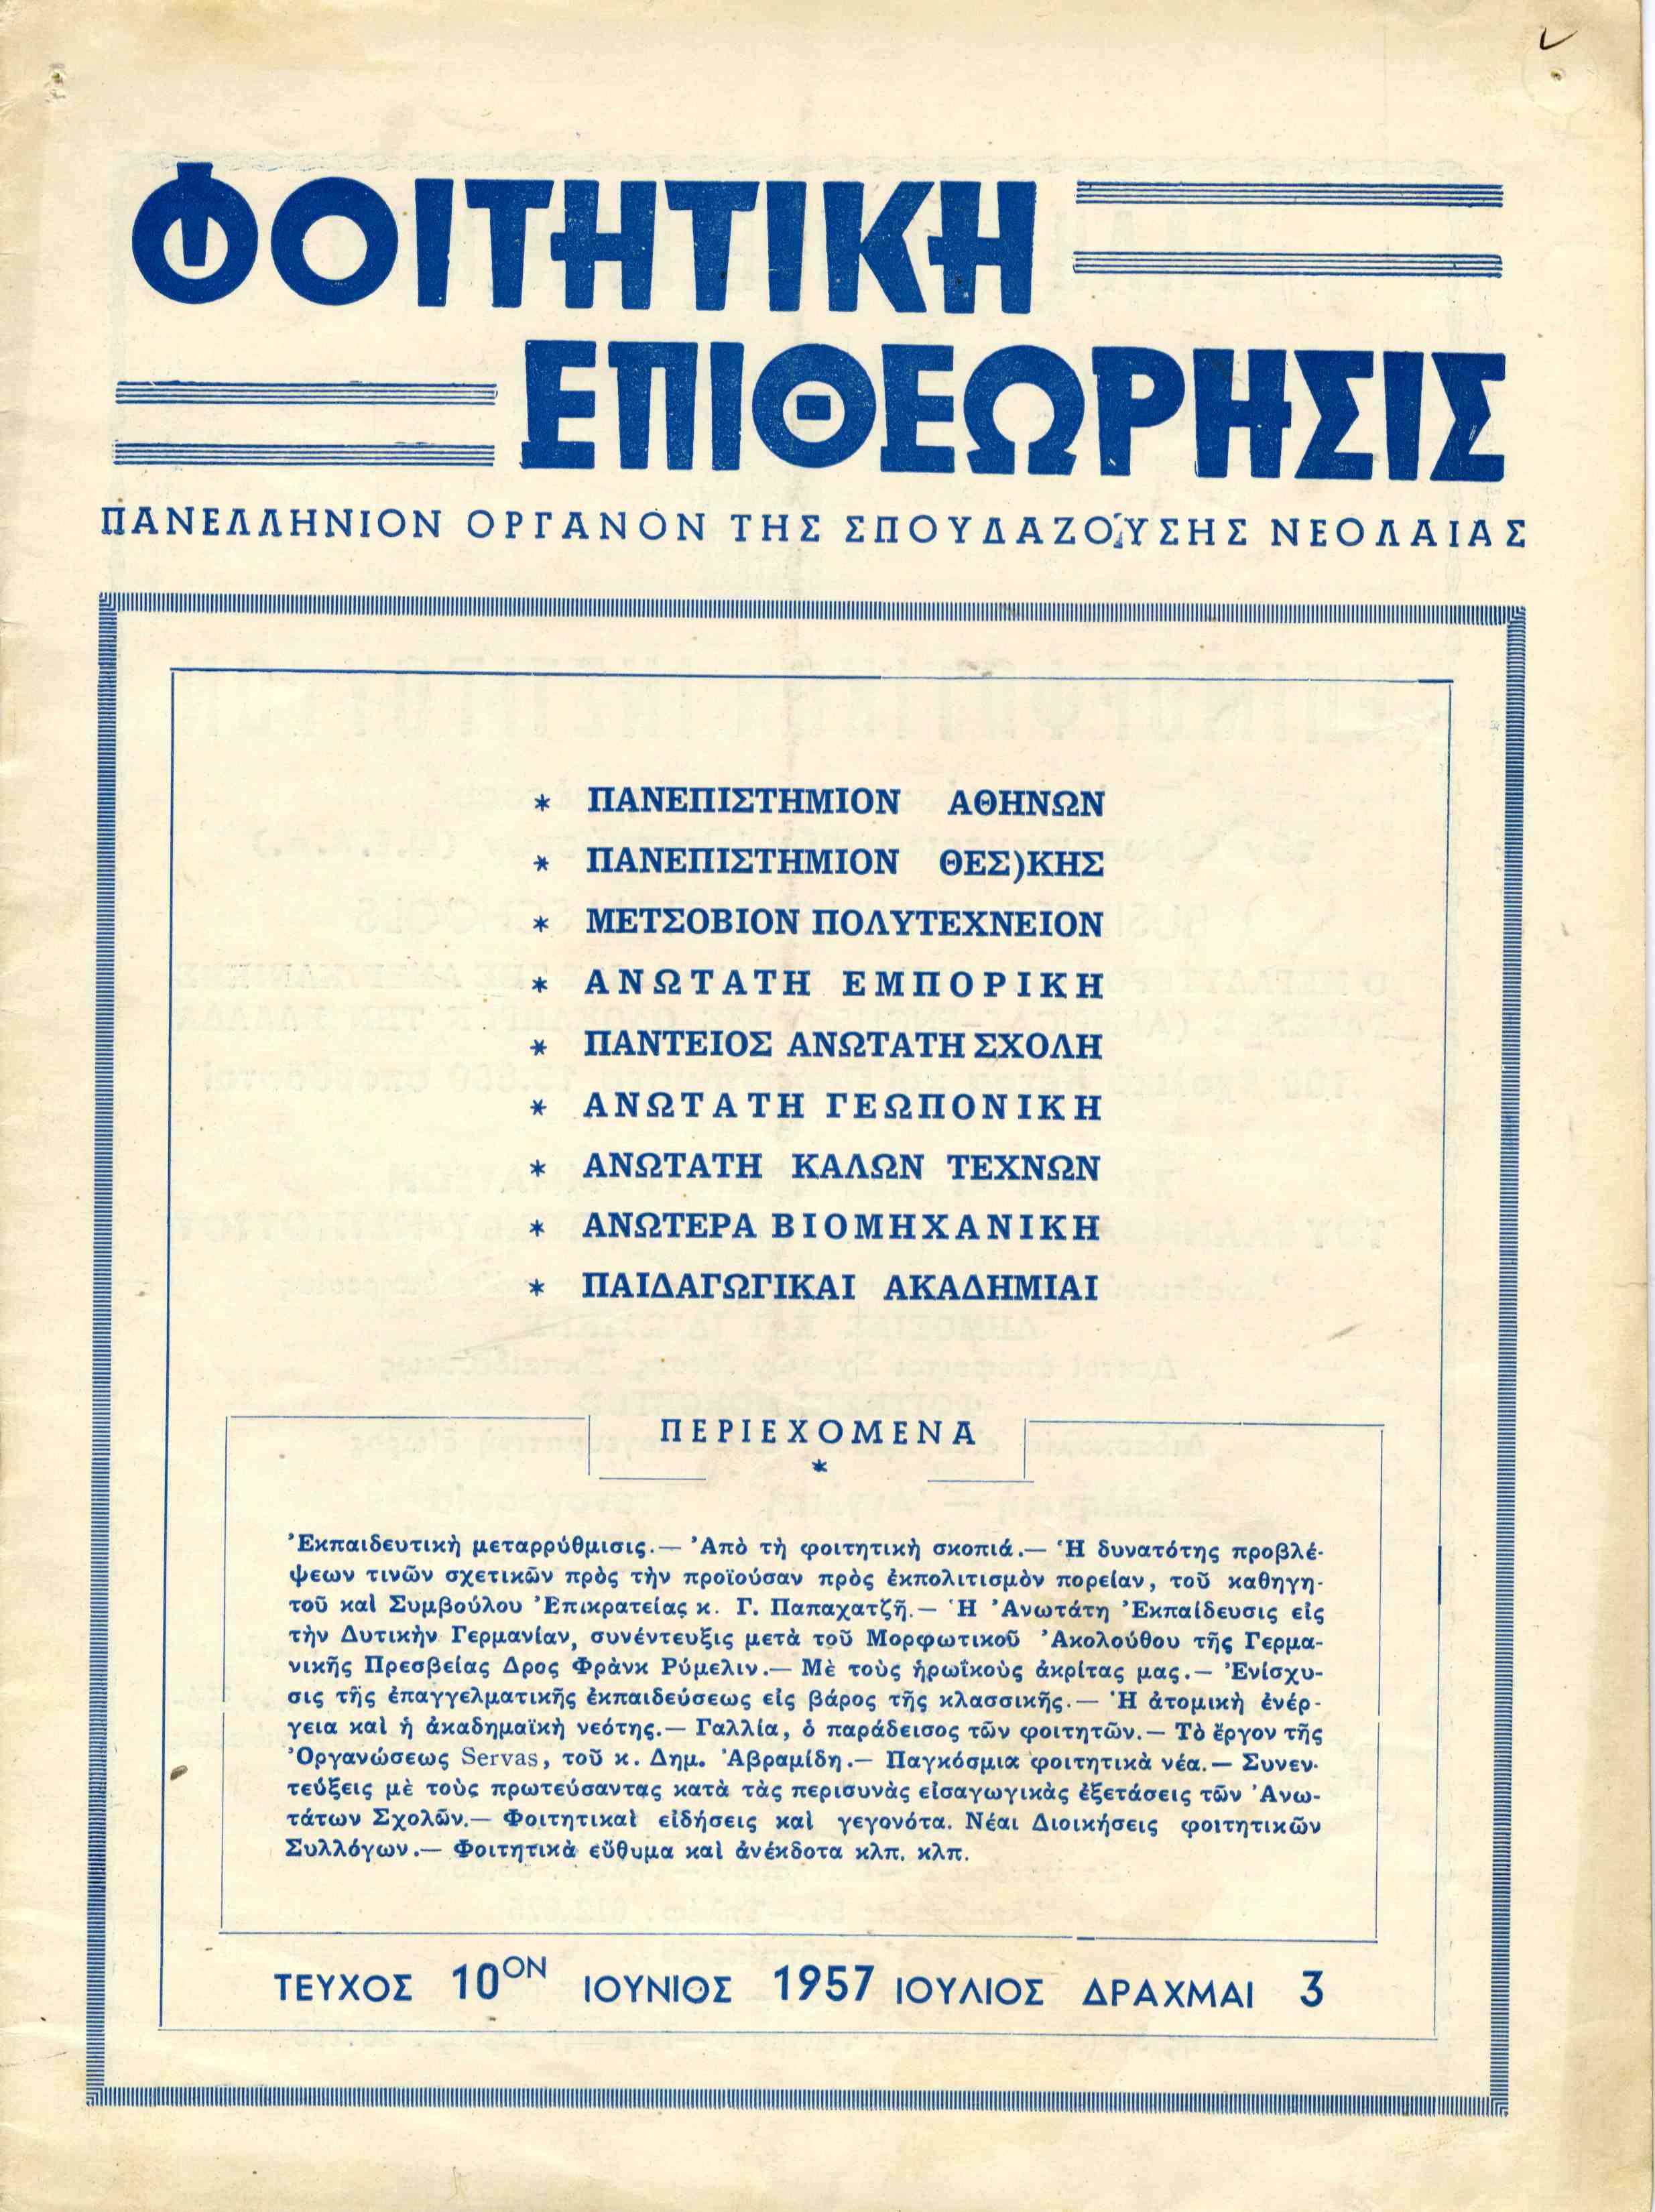 ΦΟΙΤΗΤΙΚΗ
ΕΠΙΘΕΩΡΗΣΙΣ
ΠΑΝΕΛΛΗΝΙΟΝ ΟΡΓΑΝΟΝ ΤΗΣ ΣΠΟΥΔΑΖΟΥΣΗΣ ΝΕΟΛΑΙΑΣ
* ΠΑΝΕΠΙΣΤΗΜΙΟΝ ΑΘΗΝΩΝ
* ΠΑΝΕΠΙΣΤΗΜΙΟΝ ΘΕΣ)ΚΗΣ
* ΜΕΤΣΟΒΙΟΝ ΠΟΛΥΤΕΧΝΕΙΟΝ
* ΑΝΩΤΑΤΗ ΕΜΠΟΡΙΚΗ
* ΠΑΝΤΕΙΟΣ ΑΝΩΤΑΤΗ ΣΧΟΛΗ
* ΑΝΩΤΑΤΗ ΓΕΩΠΟΝΙΚΗ
* ΑΝΩΤΑΤΗ ΚΑΛΩΝ ΤΕΧΝΩΝ
* ΑΝΩΤΕΡΑ ΒΙΟΜΗΧΑΝΙΚΗ
* ΠΑΙΔΑΓΩΓΙΚΑΙ ΑΚΑΔΗΜΙΑΙ
ΠΕΡΙΕΧΟΜΕΝΑ
*
Ἐκπαιδευτικὴ μεταρρύθμισις.— Ἀπὸ τὴ φοιτητικὴ σκοπιά.— Ἡ δυνατότης προβλέ-
ψεων τινῶν σχετικῶν πρὸς τὴν προϊοῦσαν πρὸς ἐκπολιτισμὸν πορείαν, τοῦ καθηγη-
τοῦ καὶ Συμβούλου Ἐπικρατείας κ. Γ. Παπαχατζῆ.— Ἡ Ἀνωτάτη Ἐκπαίδευσις εἰς
τὴν Δυτικὴν Γερμανίαν, συνέντευξις μετὰ τοῦ Μορφωτικοῦ Ἀκολούθου τῆς Γερμα-
νικῆς Πρεσβείας Δρος Φρὰνκ Ρύμελιν.— Μὲ τοὺς ἡρωϊκοὺς ἀκρίτας μας.— Ἐνίσχυ-
σις τῆς ἐπαγγελματικῆς ἐκπαιδεύσεως εἰς βάρος τῆς κλασσικῆς.— Ἡ ἀτομικὴ ἐνέρ-
γεια καὶ ἡ ἀκαδημαϊκὴ νεότης.— Γαλλία, ὁ παράδεισος τῶν φοιτητῶν.— Τὸ ἔργον τῆς
Ὀργανώσεως Servas, τοῦ κ. Δημ. Ἀβραμίδη.— Παγκόσμια φοιτητικὰ νέα.— Συνεν-
τεύξεις μὲ τοὺς πρωτεύσαντας κατὰ τὰς περισυνὰς εἰσαγωγικὰς ἐξετάσεις τῶν Ἀνω-
τάτων Σχολῶν.— Φοιτητικαὶ εἰδήσεις καὶ γεγονότα. Νέαι Διοικήσεις φοιτητικῶν
Συλλόγων.— Φοιτητικὰ εὔθυμα καὶ ἀνέκδοτα κλπ. κλπ.
ΤΕΥΧΟΣ 10ΟΝ ΙΟΥΝΙΟΣ 1957 ΙΟΥΛΙΟΣ ΔΡΑΧΜΑΙ 3